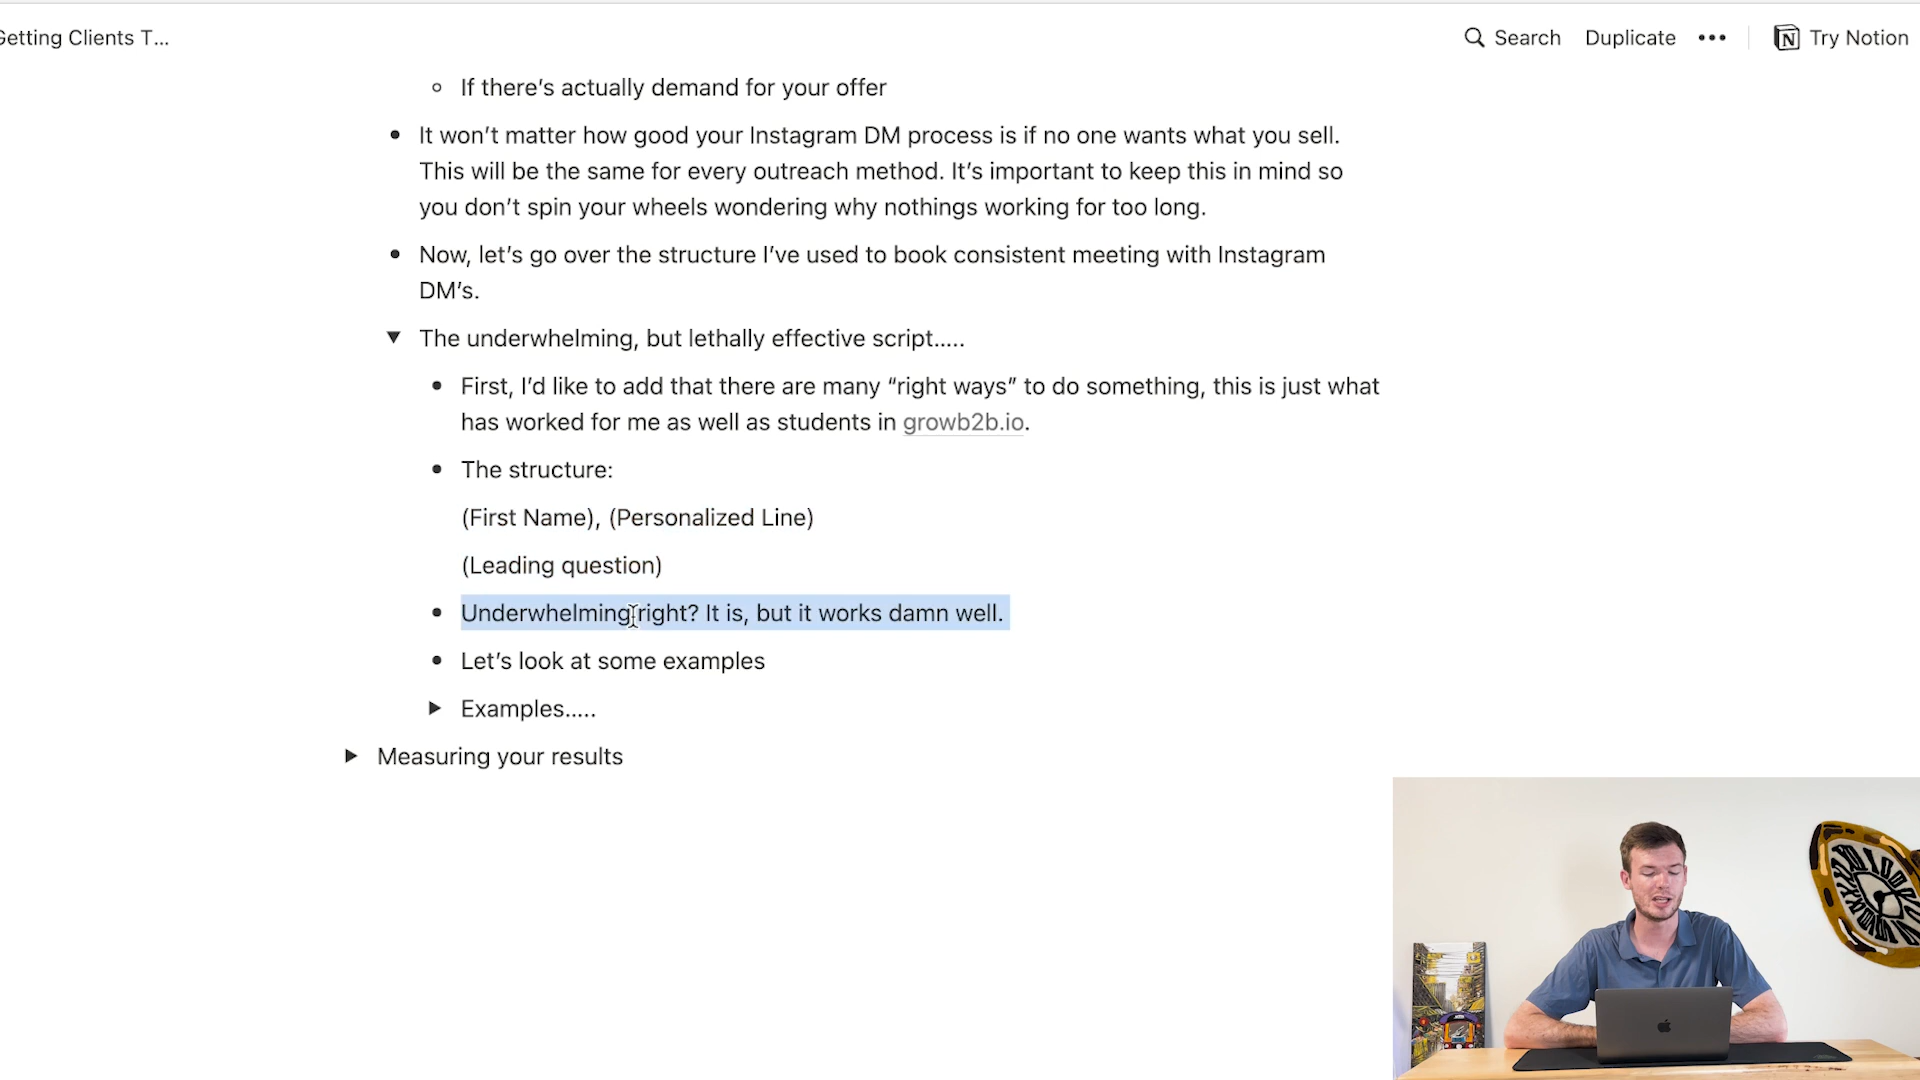 Getting Clients T...
Search
Duplicate
Try Notion
If there's actually demand for your offer
It won't matter how good your Instagram DM process is if no one wants what you sell.
This will be the same for every outreach method. It's important to keep this in mind so
you don't spin your wheels wondering why nothings working for too long.
Now, let's go over the structure I've used to book consistent meeting with Instagram
DM's.
The underwhelming, but lethally effective script.....
First, I'd like to add that there are many “right ways” to do something, this is just what
has worked for me as well as students in growb2b.io.
The structure:
(First Name), (Personalized Line)
(Leading question)
Underwhelming right? It is, but it works damn well.
Let's look at some examples
Examples.....
Measuring your results